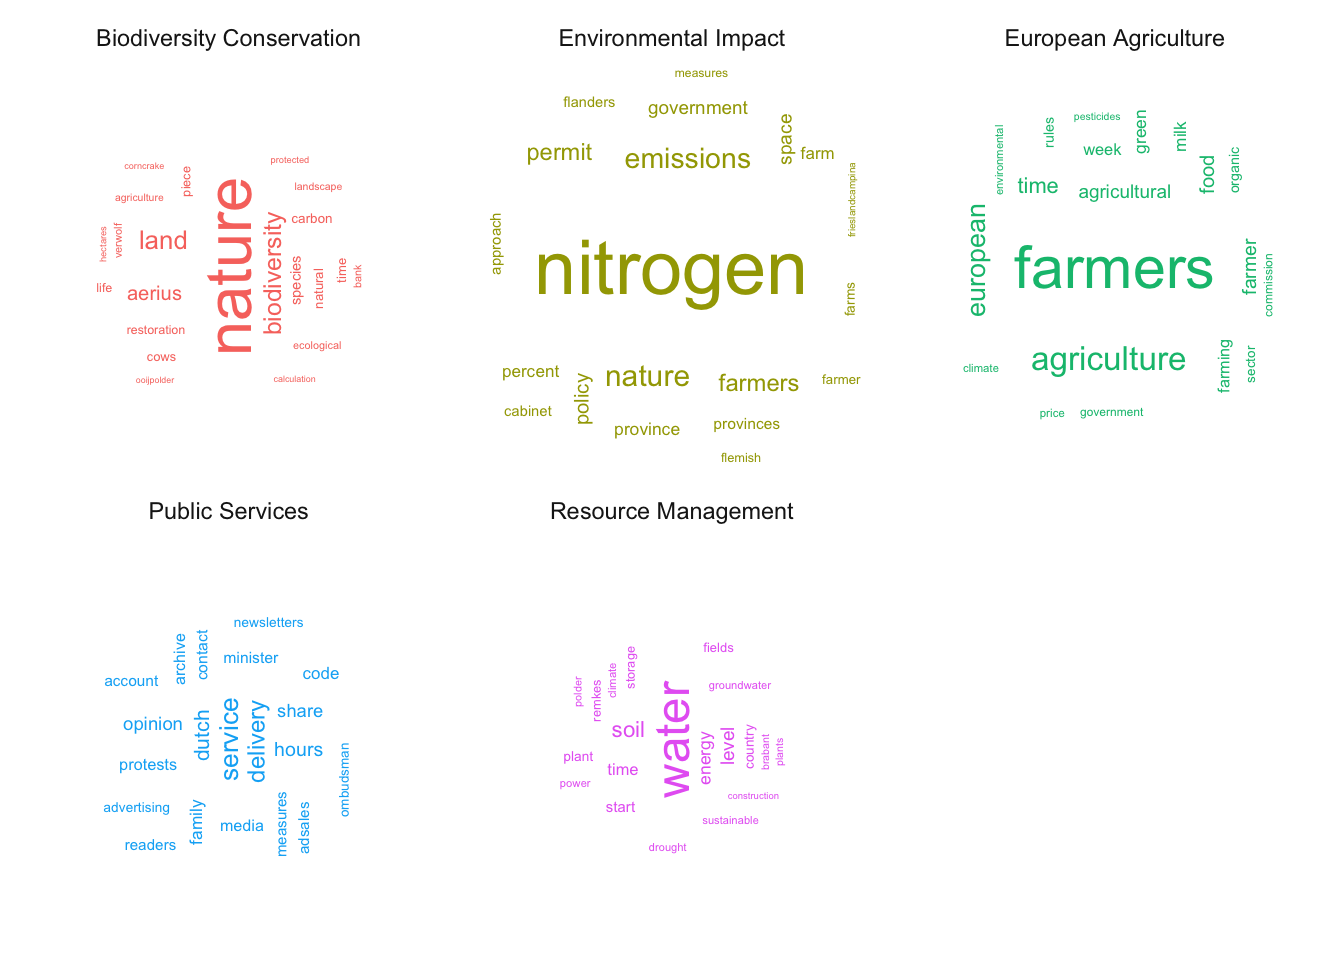 Biodiversity Conservation
corncrake
protected
piece
agriculture
landscape
nature
carbon
hectares
verwolf
land
biodiversity
species
natural
time
bank
life
aerius
restoration
cows
ecological
ooijpolder
calculation
Environmental Impact
measures
flanders
government
permit
emissions
space
farm
approach
frieslandcampina
nitrogen
farms
percent
nature
farmers
farmer
cabinet
policy
province
provinces
flemish
European Agriculture
pesticides
environmental
rules
week
green
milk
time
agricultural
food
organic
european
farmers
farmer
commission
climate
agriculture
farming
sector
price
government
Public Services
newsletters
archive
contact
minister
account
code
opinion
dutch
service
delivery
share
hours
protests
ombudsman
advertising
family
media
measures
adsales
readers
Resource Management
fields
polder
remkes
climate
storage
water
groundwater
soil
energy
level
country
brabant
plants
plant
time
power
start
construction
sustainable
drought